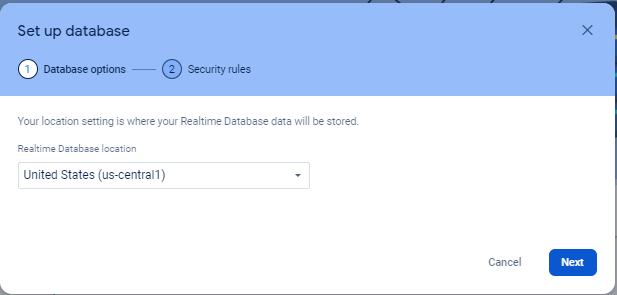 Set up database
1 Database options 2 Security rules
Your location setting is where your Realtime Database data will be stored.
Realtime Database location
United States (us-central1)
Cancel Next